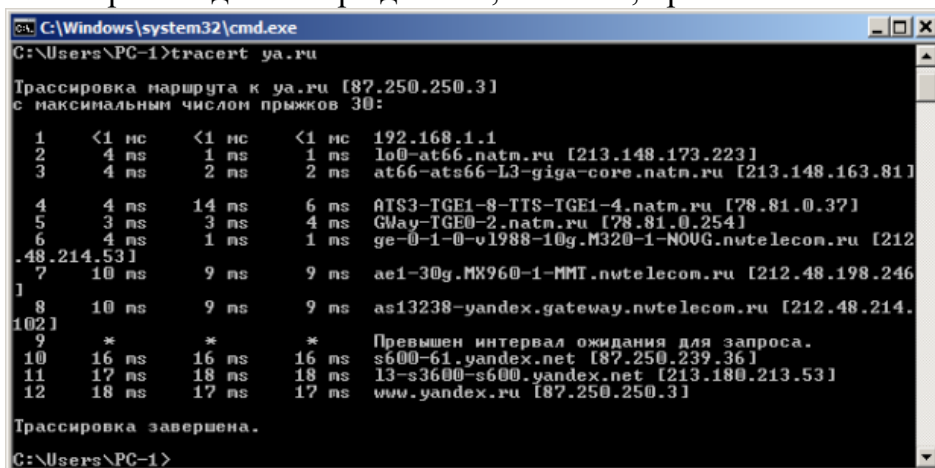 C:\Windows\system32\cmd.exe
C:\Users\PC-1>tracert ya.ru
Трассировка маршрута к ya.ru [87.250.250.3]
с максимальным числом прыжков 30:
1 <1 мс <1 мс <1 мс 192.168.1.1
2 4 ms 1 ms 1 ms lo0-at66.natm.ru [213.148.173.223]
3 4 ms 2 ms 2 ms at66-ats66-L3-giga-core.natm.ru [213.148.163.81]
4 4 ms 14 ms 6 ms ATS3-TGE1-8-TTS-TGE1-4.natm.ru [78.81.0.37]
5 3 ms 3 ms 4 ms GWay-TGE0-2.natm.ru [78.81.0.254]
6 4 ms 1 ms 1 ms ge-0-1-0-v1988-10g.M320-1-NOVG.nwtelecom.ru [212
.48.214.53]
7 10 ms 9 ms 9 ms ae1-30g.MX960-1-MMT.nwtelecom.ru [212.48.198.246
]
8 10 ms 9 ms 9 ms as13238-yandex.gateway.nwtelecom.ru [212.48.214.
102]
9 * * * Превышен интервал ожидания для запроса.
10 16 ms 16 ms 16 ms s600-61.yandex.net [87.250.239.36]
11 17 ms 18 ms 18 ms l3-s3600-s600.yandex.net [213.180.213.53]
12 18 ms 17 ms 17 ms www.yandex.ru [87.250.250.3]
Трассировка завершена.
C:\Users\PC-1>